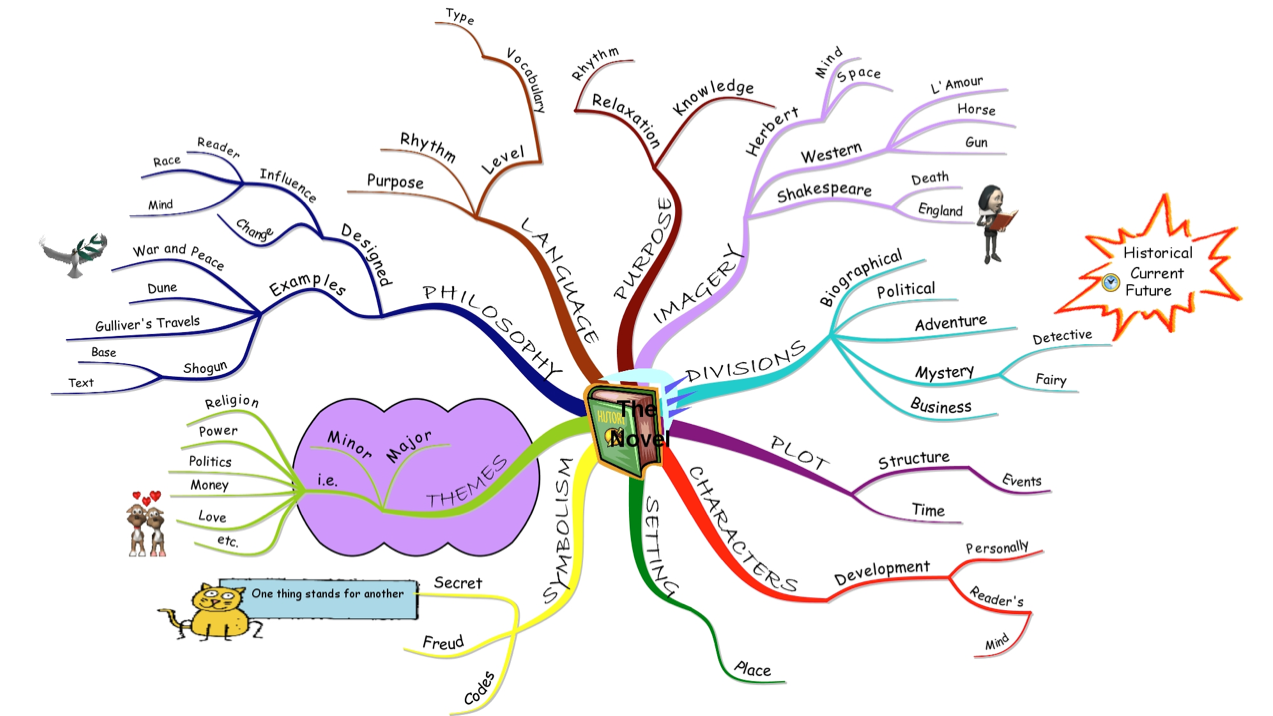 The
Novel
HISTORY
IMAGERY
Herbert
Mind
Space
Western
L'Amour
Horse
Gun
Shakespeare
Death
England
DIVISIONS
Biographical
Political
Adventure
Mystery
Detective
Fairy
Business
Historical
Current
Future
PLOT
Structure
Events
Time
CHARACTERS
Development
Personally
Reader's
Mind
SETTING
Place
SYMBOLISM
Secret
One thing stands for another
Freud
Codes
THEMES
Minor
Major
i.e.
Religion
Power
Politics
Money
Love
etc.
PHILOSOPHY
Designed
Influence
Reader
Race
Mind
Change
Examples
War and Peace
Dune
Gulliver's Travels
Shogun
Base
Text
LANGUAGE
Level
Vocabulary
Type
Rhythm
Purpose
PURPOSE
Relaxation
Rhythm
Knowledge